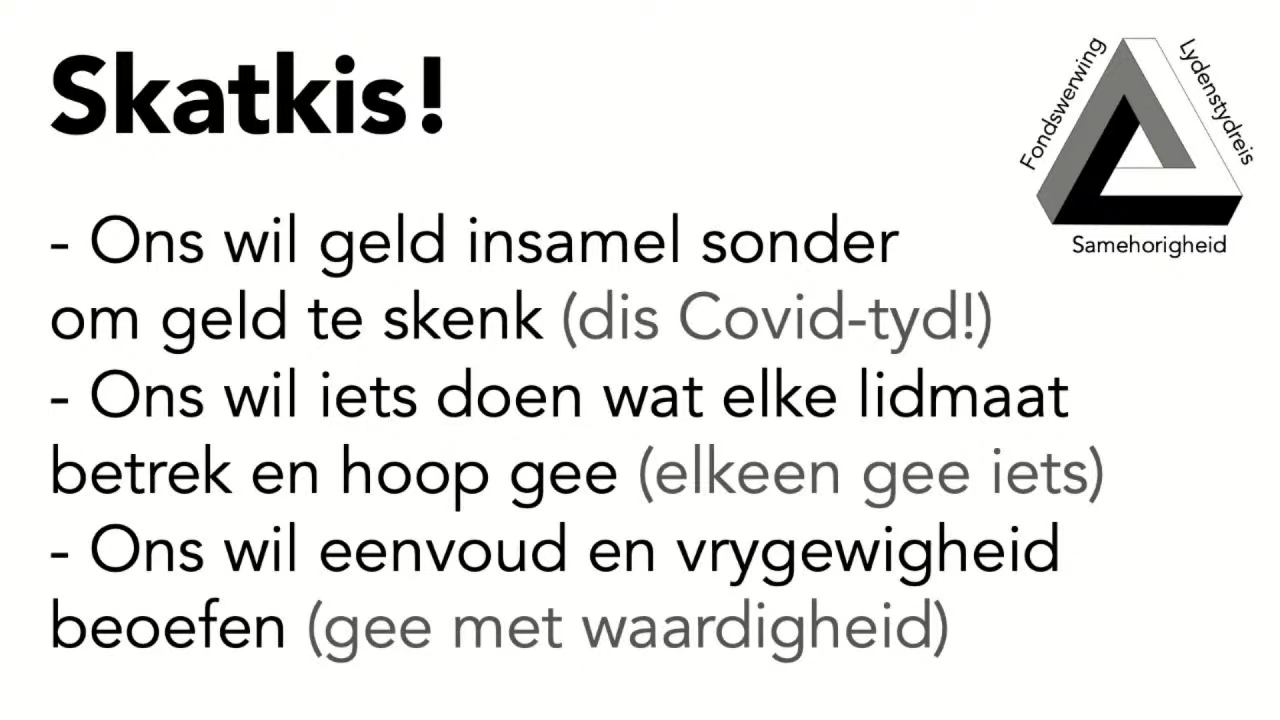 Skatkis!
Fondswerwing
Lydenstydreis
Samehorigheid
- Ons wil geld insamel sonder
om geld te skenk (dis Covid-tyd!)
- Ons wil iets doen wat elke lidmaat
betrek en hoop gee (elkeen gee iets)
- Ons wil eenvoud en vrygewigheid
beoefen (gee met waardigheid)